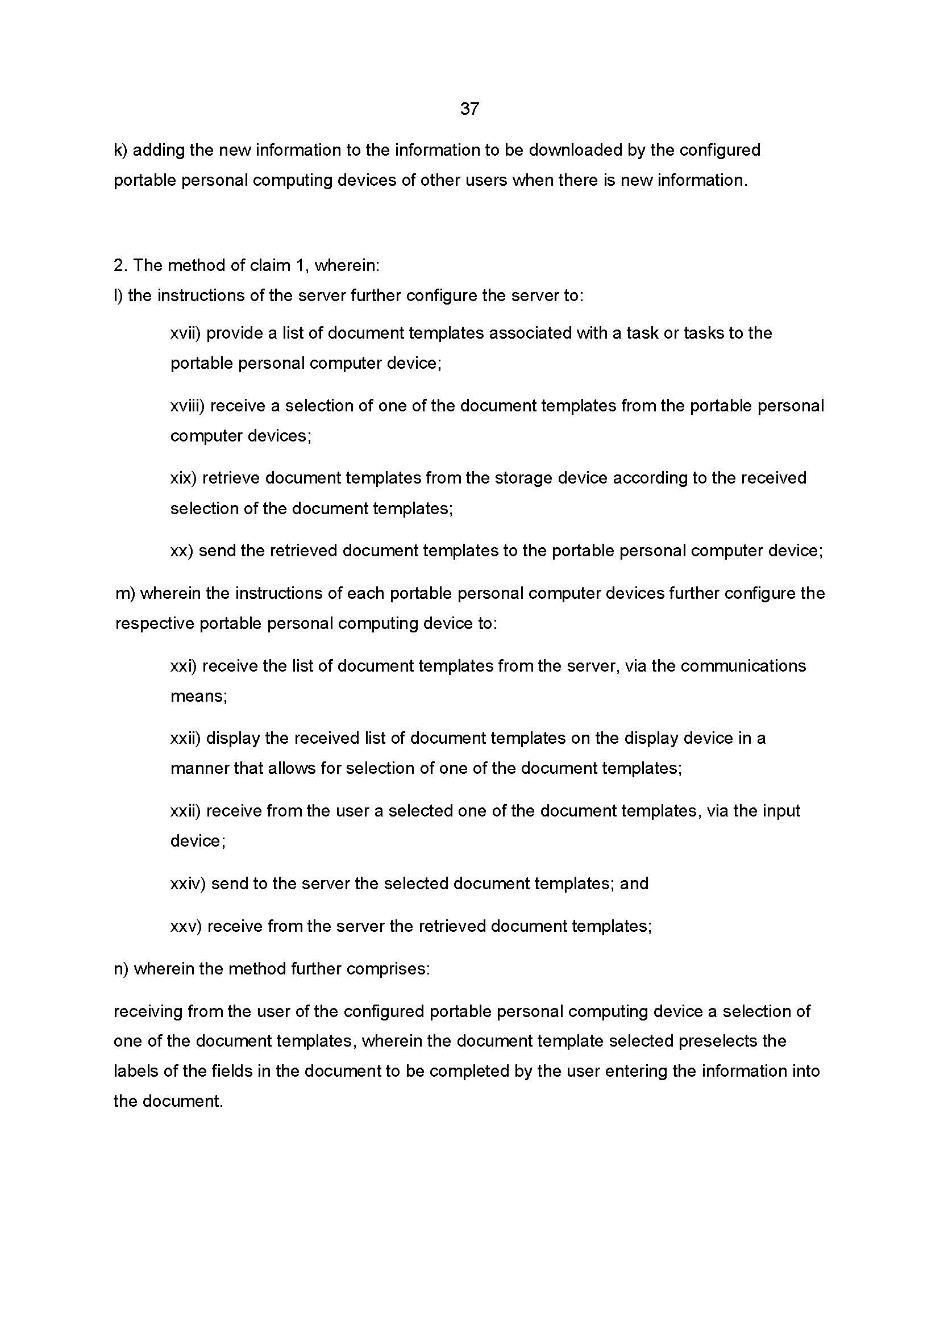 37
k) adding the new information to the information to be downloaded by the configured
portable personal computing devices of other users when there is new information.
2. The method of claim 1, wherein:
l) the instructions of the server further configure the server to:
xvii) provide a list of document templates associated with a task or tasks to the
portable personal computer device;
xviii) receive a selection of one of the document templates from the portable personal
computer devices;
xix) retrieve document templates from the storage device according to the received
selection of the document templates;
xx) send the retrieved document templates to the portable personal computer device;
m) wherein the instructions of each portable personal computer devices further configure the
respective portable personal computing device to:
xxi) receive the list of document templates from the server, via the communications
means;
xxii) display the received list of document templates on the display device in a
manner that allows for selection of one of the document templates;
xxii) receive from the user a selected one of the document templates, via the input
device;
xxiv) send to the server the selected document templates; and
xxv) receive from the server the retrieved document templates;
n) wherein the method further comprises:
receiving from the user of the configured portable personal computing device a selection of
one of the document templates, wherein the document template selected preselects the
labels of the fields in the document to be completed by the user entering the information into
the document.